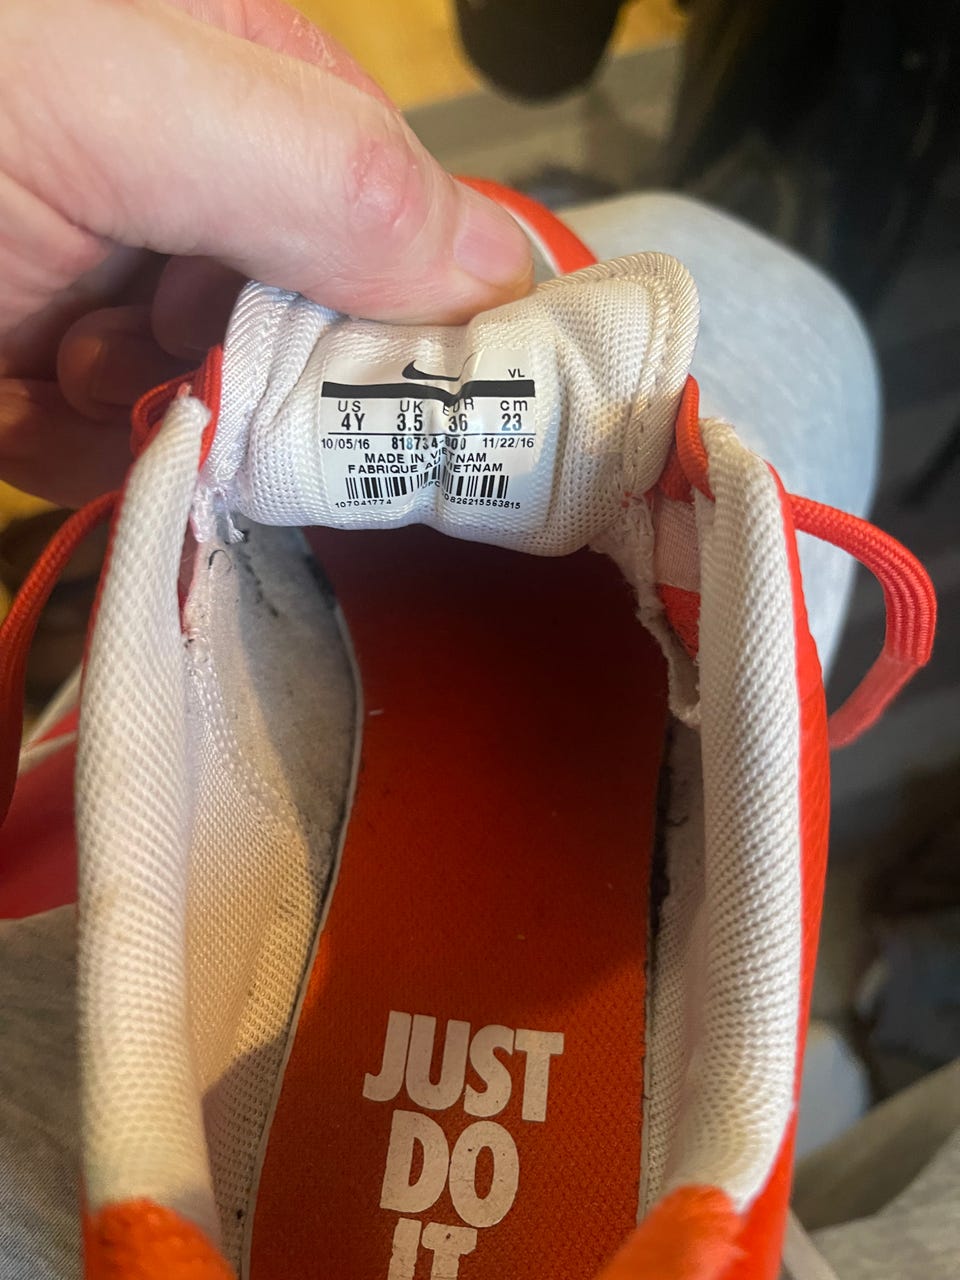 VL
US UK EUR cm
4Y 3.5 36 23
10/05/16 818734 11/22/16
MADE IN VIETNAM
FABRIQUE AU VIETNAM
107041774
JUST
DO
IT